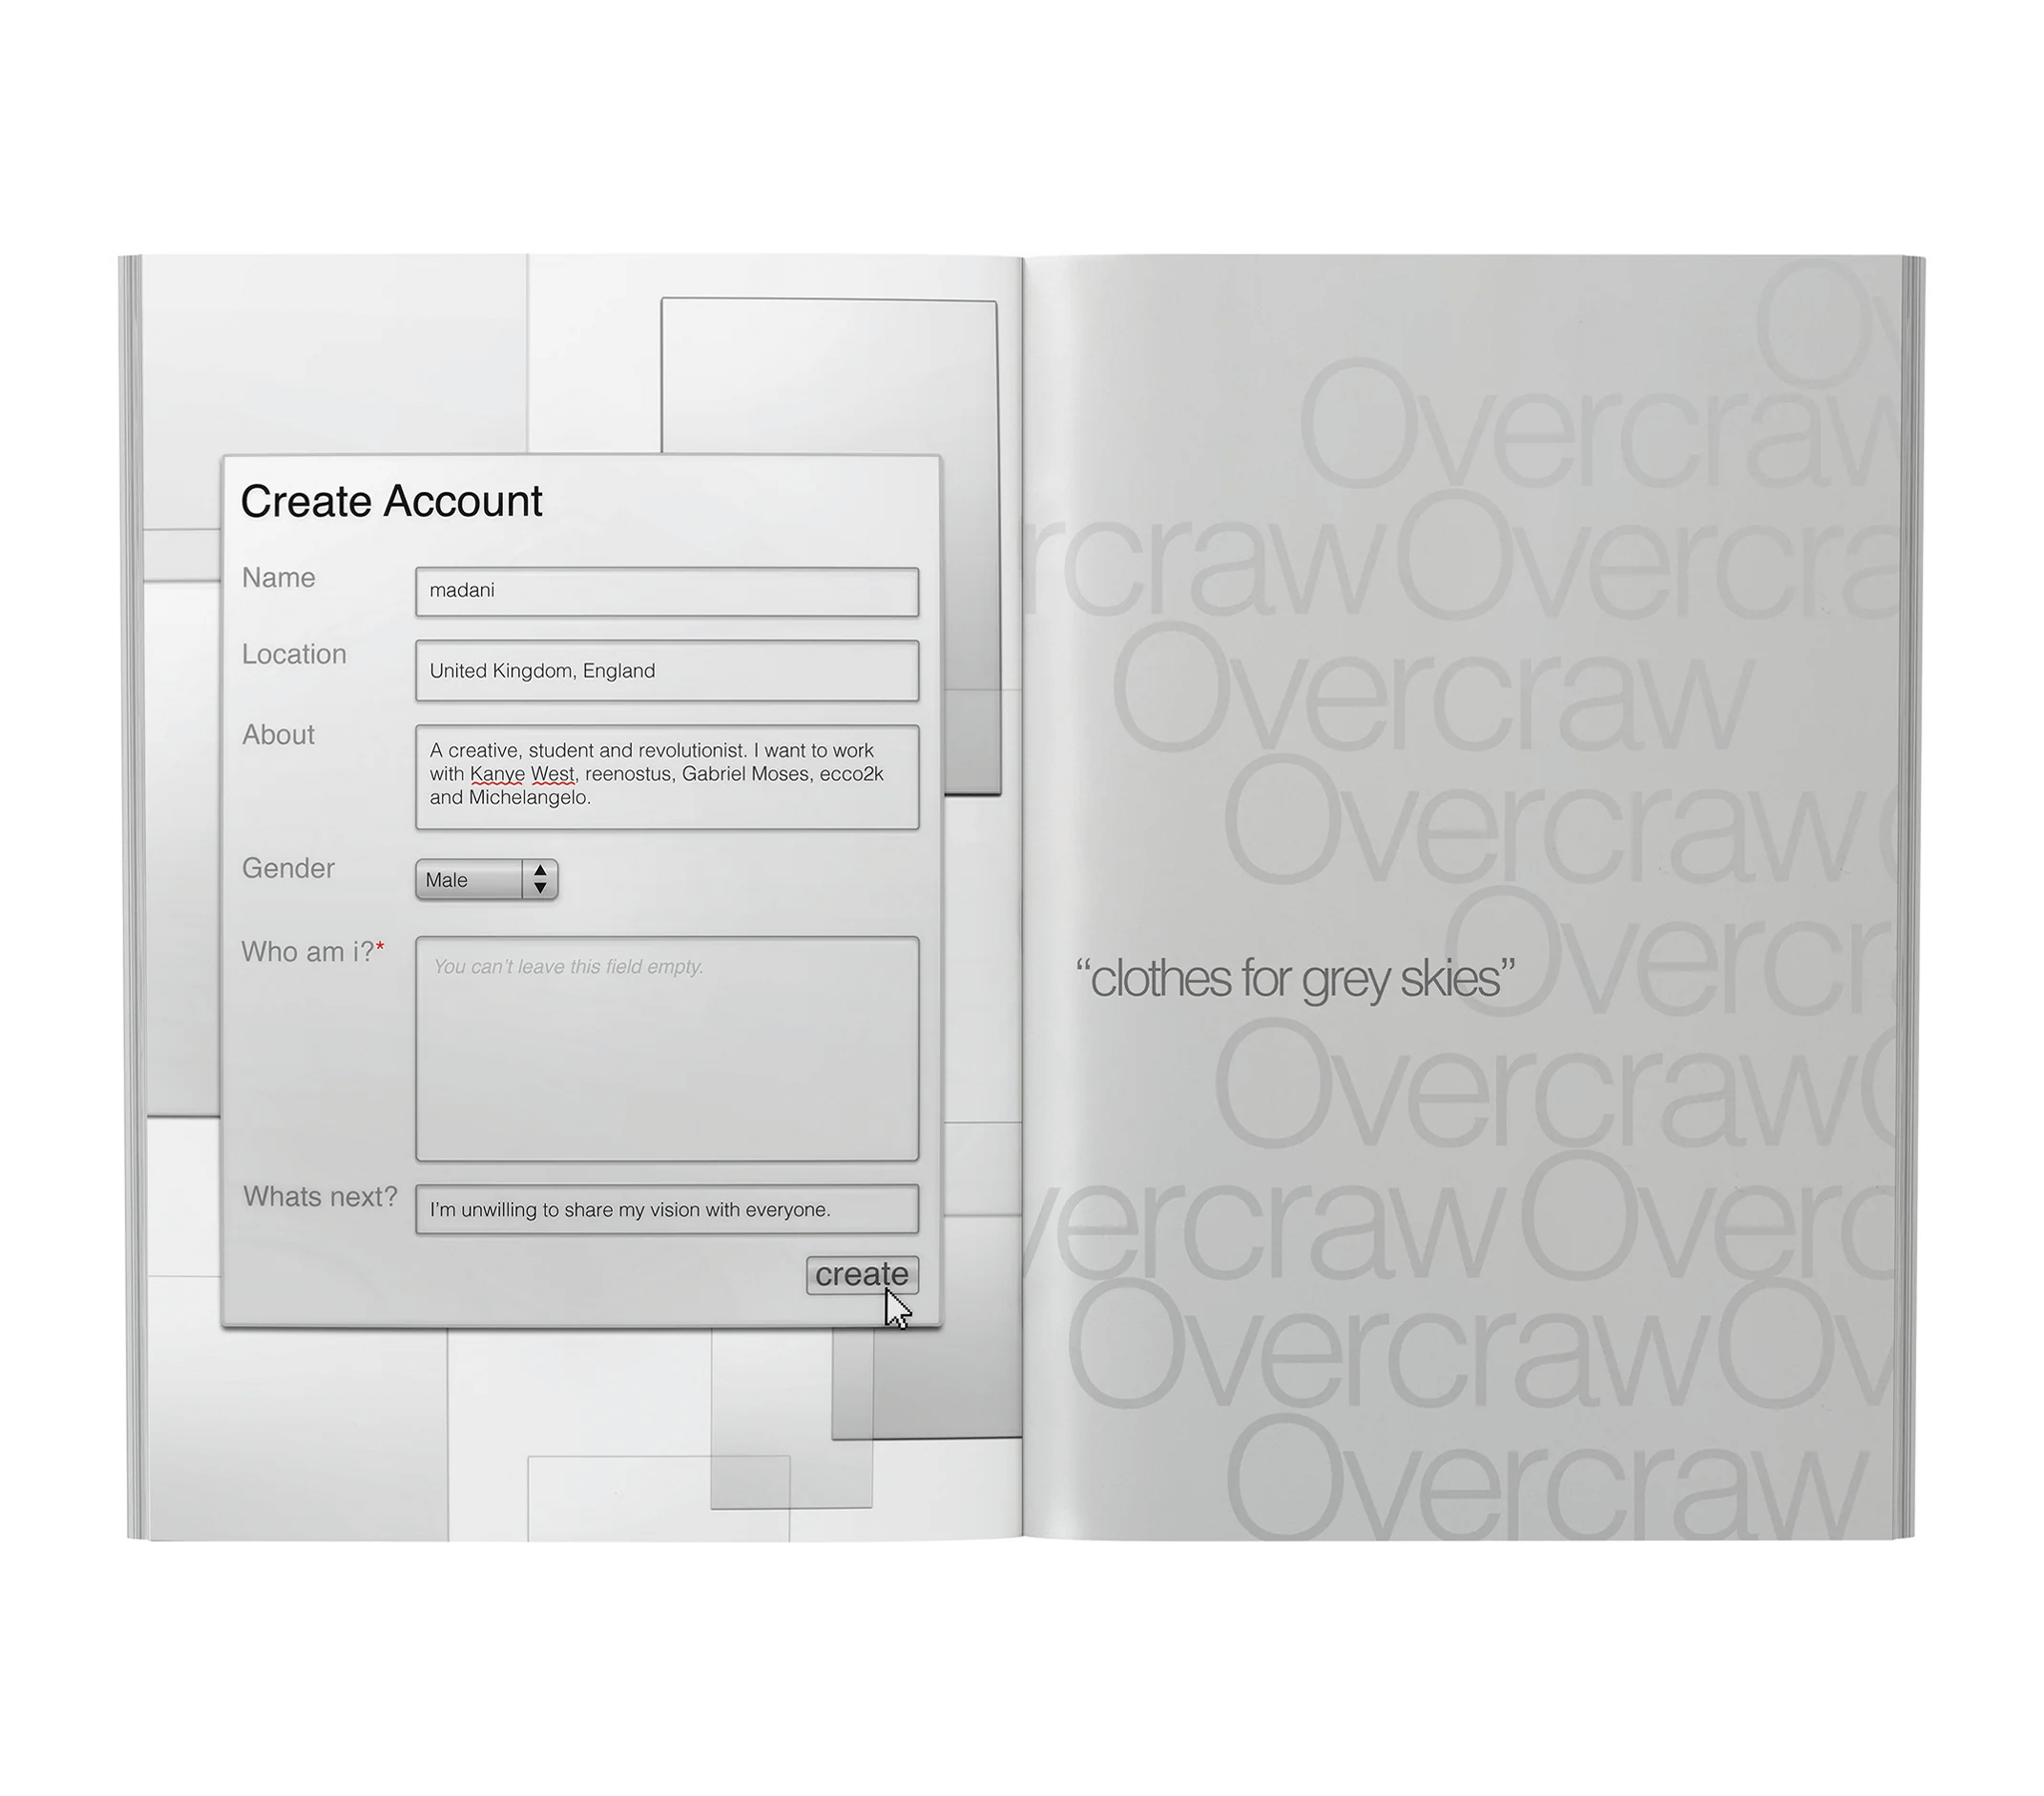 Create Account
Name
madani
Location
United Kingdom, England
About
A creative, student and revolutionist. I want to work
with Kanye West, reenostus, Gabriel Moses, ecco2k
and Michelangelo.
Gender
Male
Who am i?*
You can't leave this field empty.
Whats next?
I'm unwilling to share my vision with everyone.
create
Ov
Overcraw
rcraw Overcra
Overcraw
Overcraw O
Overcr
“clothes for grey skies”
Overcraw O
vercraw Overc
Overcraw Ov
Overcraw